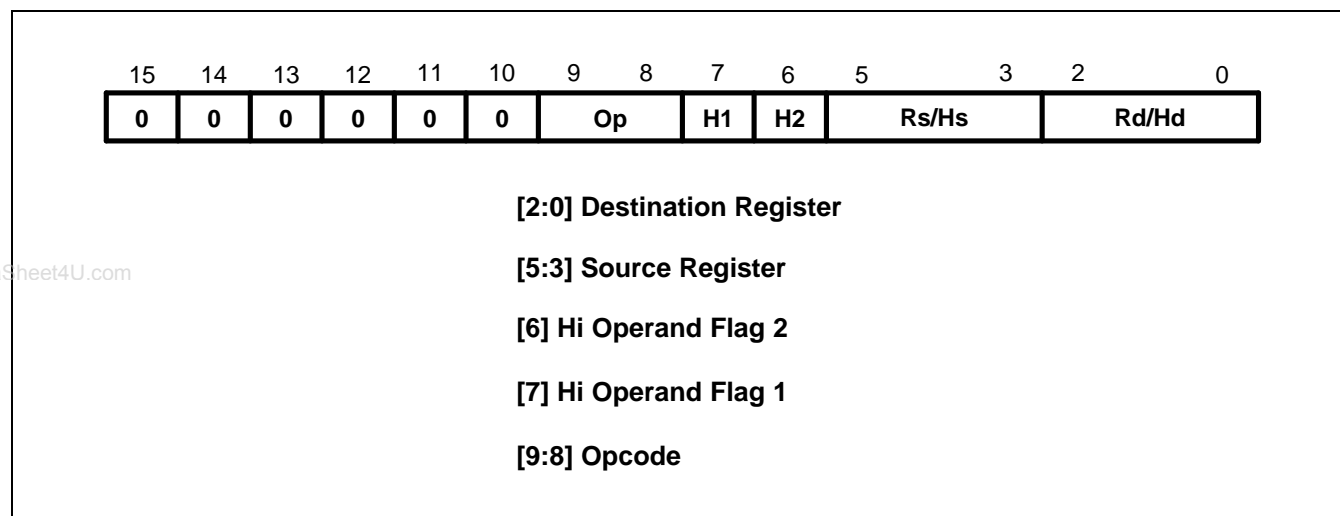 15 14 13 12 11 10 9 8 7 6 5 3 2 0
0 0 0 0 0 0 Op H1 H2 Rs/Hs Rd/Hd
[2:0] Destination Register
Sheet4U.com
[5:3] Source Register
[6] Hi Operand Flag 2
[7] Hi Operand Flag 1
[9:8] Opcode